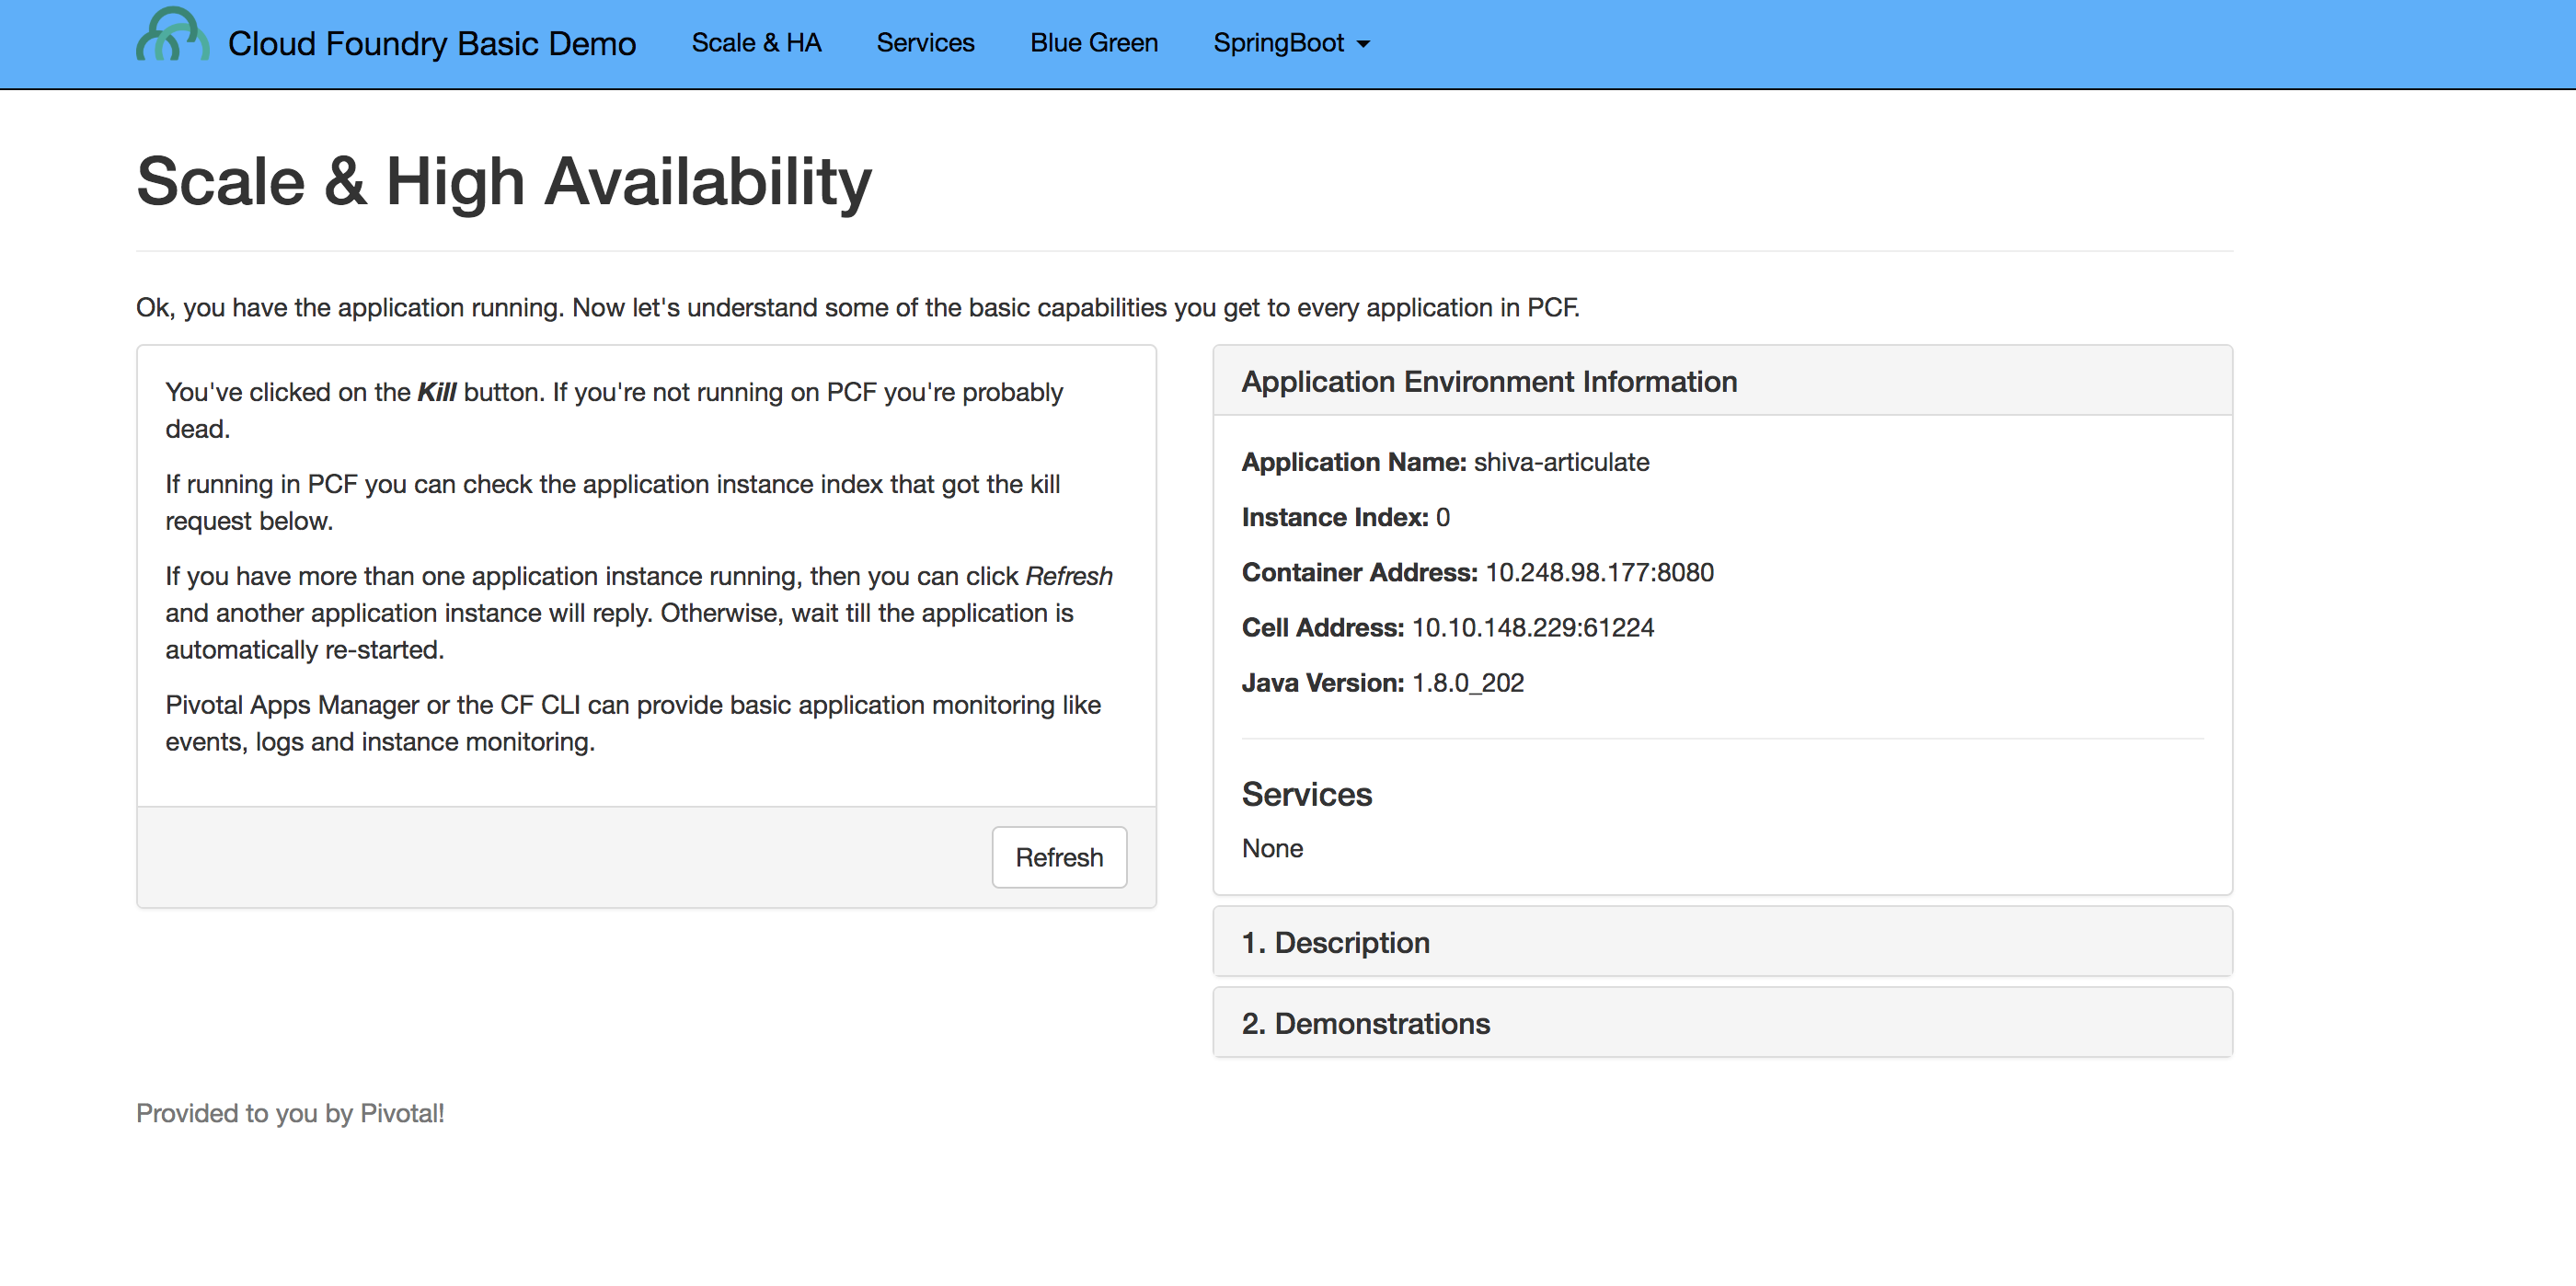 Cloud Foundry Basic Demo
Scale & HA
Services
Blue Green
SpringBoot
Scale & High Availability
Ok, you have the application running. Now let's understand some of the basic capabilities you get to every application in PCF.
You've clicked on the Kill button. If you're not running on PCF you're probably
dead.
If running in PCF you can check the application instance index that got the kill
request below.
If you have more than one application instance running, then you can click Refresh
and another application instance will reply. Otherwise, wait till the application is
automatically re-started.
Pivotal Apps Manager or the CF CLI can provide basic application monitoring like
events, logs and instance monitoring.
Refresh
Application Environment Information
Application Name: shiva-articulate
Instance Index: 0
Container Address: 10.248.98.177:8080
Cell Address: 10.10.148.229:61224
Java Version: 1.8.0_202
Services
None
1. Description
2. Demonstrations
Provided to you by Pivotal!